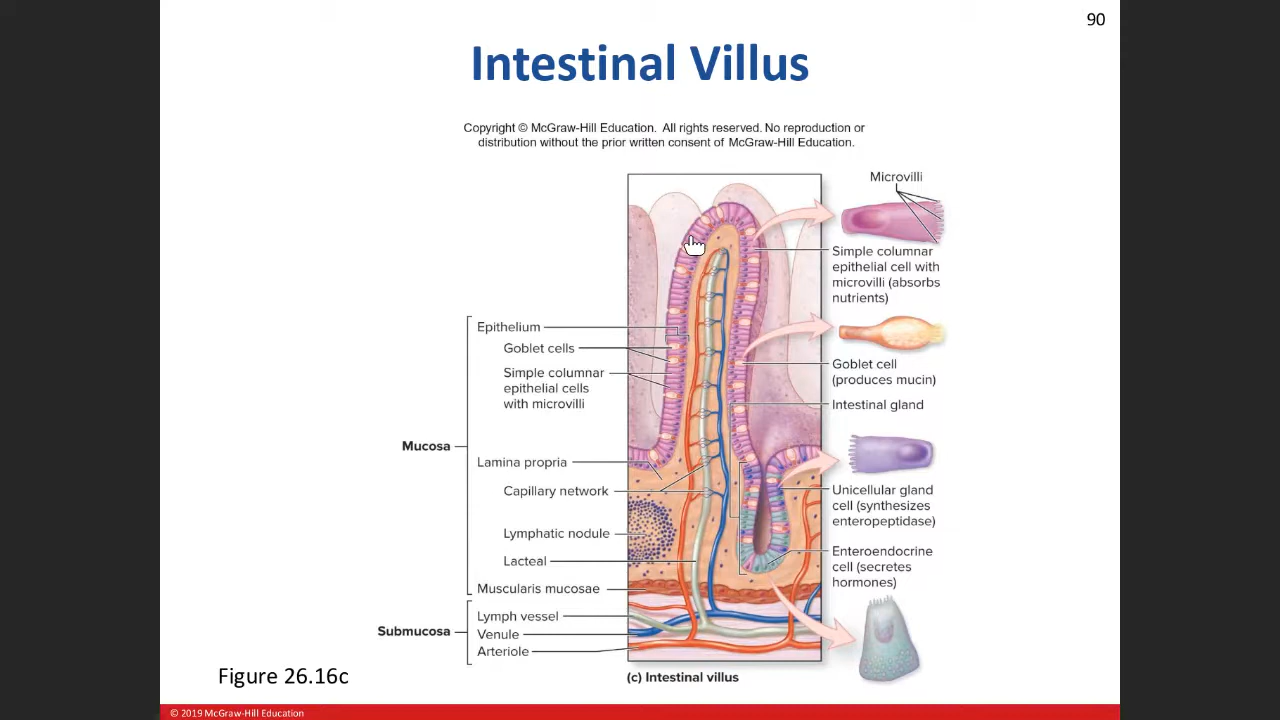 90
Intestinal Villus
Copyright © McGraw-Hill Education. All rights reserved. No reproduction or
distribution without the prior written consent of McGraw-Hill Education.
Microvilli
Simple columnar
epithelial cell with
microvilli (absorbs
nutrients)
Epithelium
Goblet cells
Simple columnar
epithelial cells
with microvilli
Goblet cell
(produces mucin)
Intestinal gland
Mucosa
Lamina propria
Capillary network
Lymphatic nodule
Lacteal
Muscularis mucosae
Unicellular gland
cell (synthesizes
enteropeptidase)
Enteroendocrine
cell (secretes
hormones)
Submucosa
Lymph vessel
Venule
Arteriole
Figure 26.16c
(c) Intestinal villus
© 2019 McGraw-Hill Education